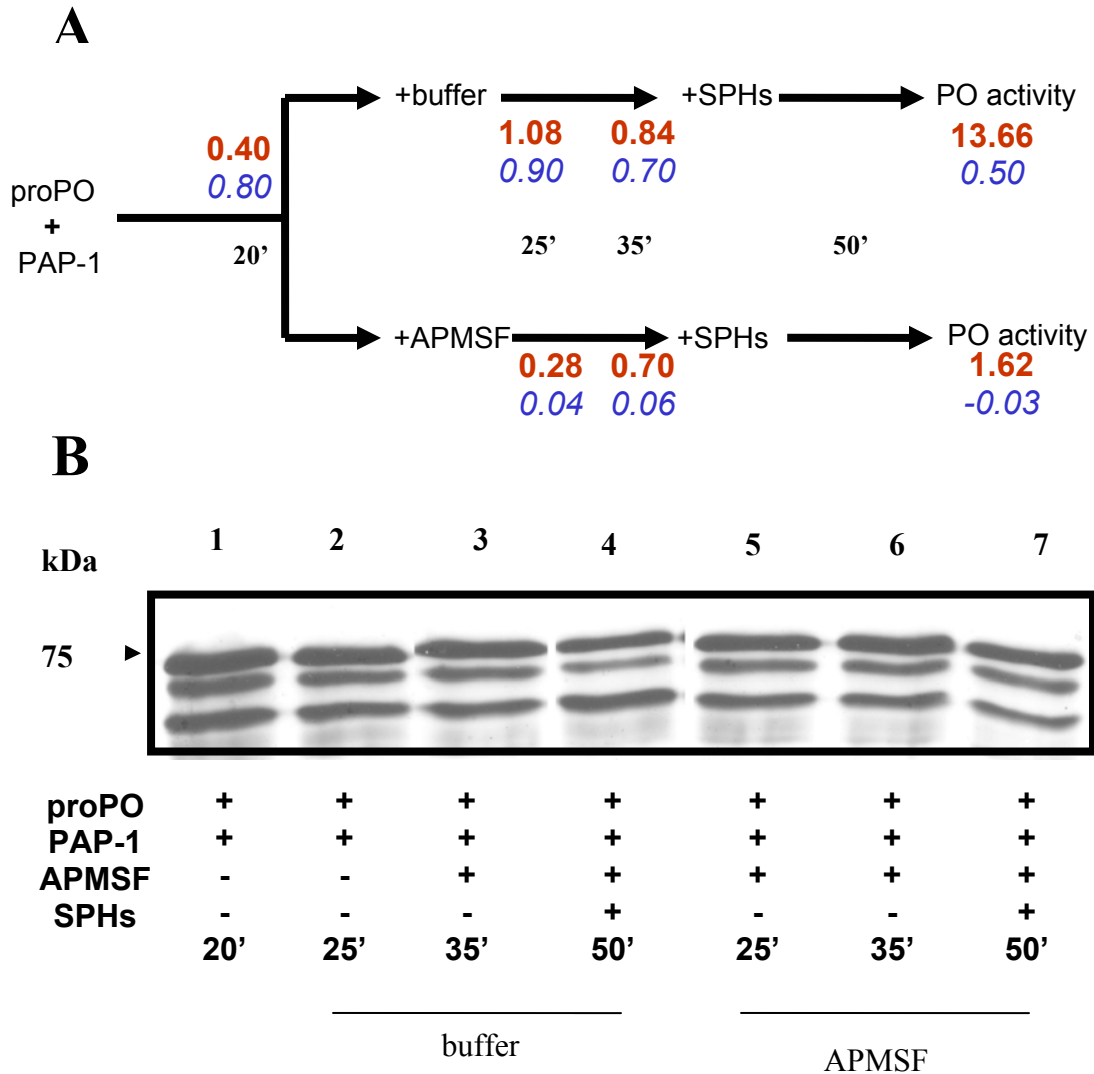 A
+buffer +SPHs PO activity
0.40 1.08 0.84 13.66
0.80 0.90 0.70 0.50
proPO
+
PAP-1
20’ 25’ 35’ 50’
+APMSF +SPHs PO activity
0.28 0.70 1.62
0.04 0.06 -0.03
B
1 2 3 4 5 6 7
kDa
75
proPO + + + + + + +
PAP-1 + + + + + + +
APMSF - - + + + + +
SPHs - - - + - - +
20’ 25’ 35’ 50’ 25’ 35’ 50’
buffer APMSF